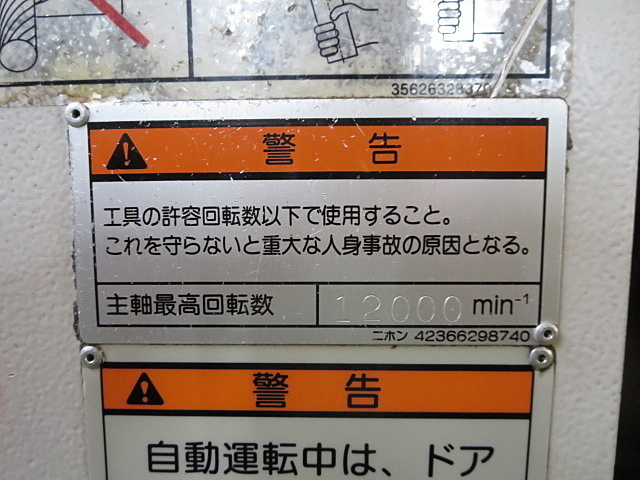 警告
工具の許容回転数以下で使用すること。
これを守らないと重大な人身事故の原因となる。
主軸最高回転数 12000 min⁻¹
ニホン 42366298740
警告
自動運転中は、ドア